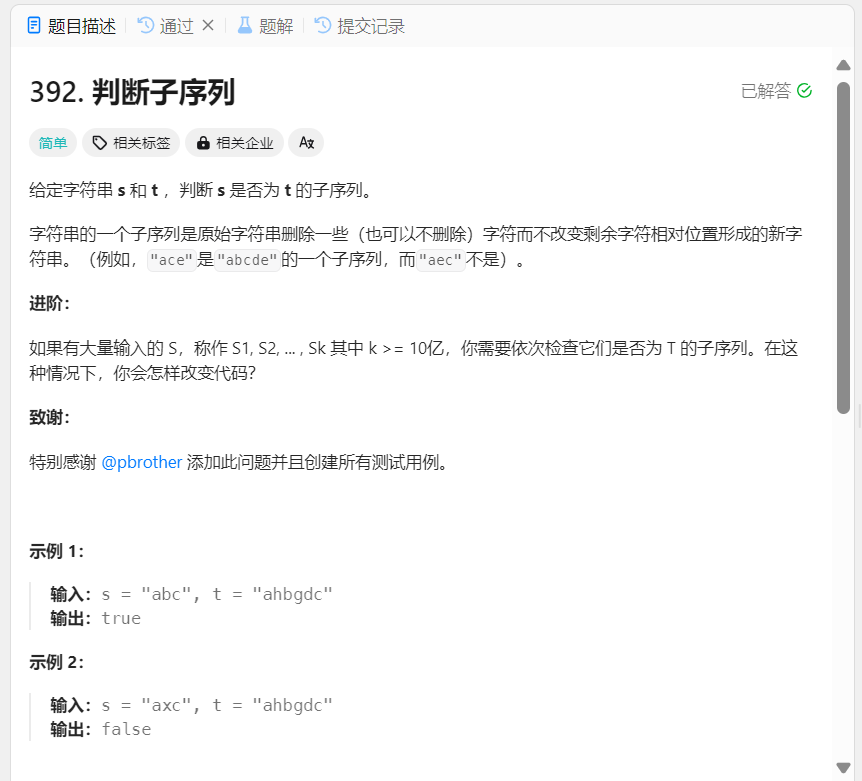 题目描述 通过 题解 提交记录
392. 判断子序列 已解答
简单 相关标签 相关企业 Ax
给定字符串 s 和 t ，判断 s 是否为 t 的子序列。
字符串的一个子序列是原始字符串删除一些（也可以不删除）字符而不改变剩余字符相对位置形成的新字
符串。（例如，"ace"是"abcde"的一个子序列，而"aec"不是）。
进阶：
如果有大量输入的 S，称作 S1, S2, ... , Sk 其中 k >= 10亿，你需要依次检查它们是否为 T 的子序列。在这
种情况下，你会怎样改变代码？
致谢：
特别感谢 @pbrother 添加此问题并且创建所有测试用例。
示例 1：
输入：s = "abc", t = "ahbgdc"
输出：true
示例 2：
输入：s = "axc", t = "ahbgdc"
输出：false